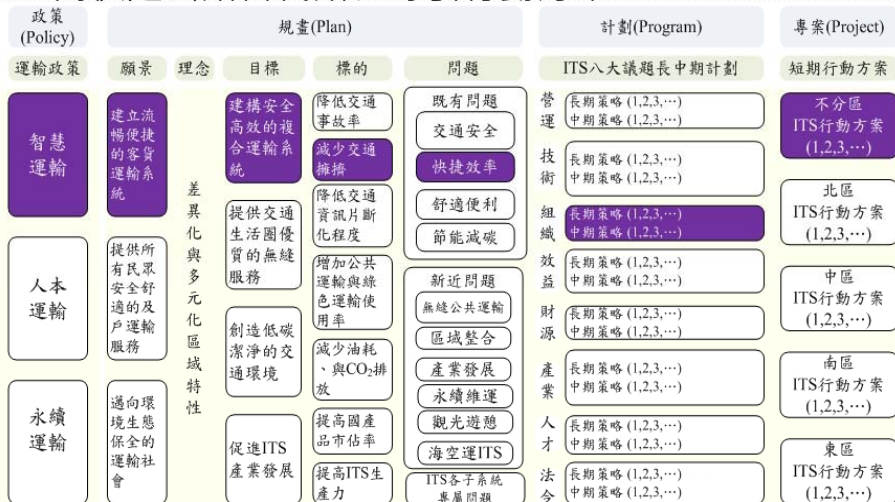 政策
(Policy)
規畫(Plan)
計劃(Program)
專案(Project)
運輸政策
願景
理念
目標
標的
問題
ITS八大議題長中期計劃
短期行動方案
智慧
運輸
人本
運輸
永續
運輸
建立流
暢便捷
的客貨
運輸系
統
提供所
有民眾
安全舒
適的及
戶運輸
服務
邁向環
境生態
保全的
運輸社
會
差
異
化
與
多
元
化
區
域
特
性
建構安全
高效的複
合運輸系
統
提供交通
生活圈優
質的無縫
服務
創造低碳
潔淨的交
通環境
促進ITS
產業發展
降低交通
事故率
減少交通
擁擠
降低交通
資訊片斷
化程度
增加公共
運輸與綠
色運輸使
用率
減少油耗
、與CO₂排
放
提高國產
品市佔率
提高ITS生
產力
既有問題
交通安全
快捷效率
舒適便利
節能減碳
新近問題
無縫公共運輸
區域整合
產業發展
永續維運
觀光遊憩
海空運ITS
ITS各子系統
專屬問題
營
運
長期策略 (1,2,3,⋯)
中期策略 (1,2,3,⋯)
技
術
長期策略 (1,2,3,⋯)
中期策略 (1,2,3,⋯)
組
織
長期策略 (1,2,3,⋯)
中期策略 (1,2,3,⋯)
效
益
長期策略 (1,2,3,⋯)
中期策略 (1,2,3,⋯)
財
源
長期策略 (1,2,3,⋯)
中期策略 (1,2,3,⋯)
產
業
長期策略 (1,2,3,⋯)
中期策略 (1,2,3,⋯)
人
才
長期策略 (1,2,3,⋯)
中期策略 (1,2,3,⋯)
法
令
長期策略 (1,2,3,⋯)
中期策略 (1,2,3,⋯)
不分區
ITS行動方案
(1,2,3,⋯)
北區
ITS行動方案
(1,2,3,⋯)
中區
ITS行動方案
(1,2,3,⋯)
南區
ITS行動方案
(1,2,3,⋯)
東區
ITS行動方案
(1,2,3,⋯)